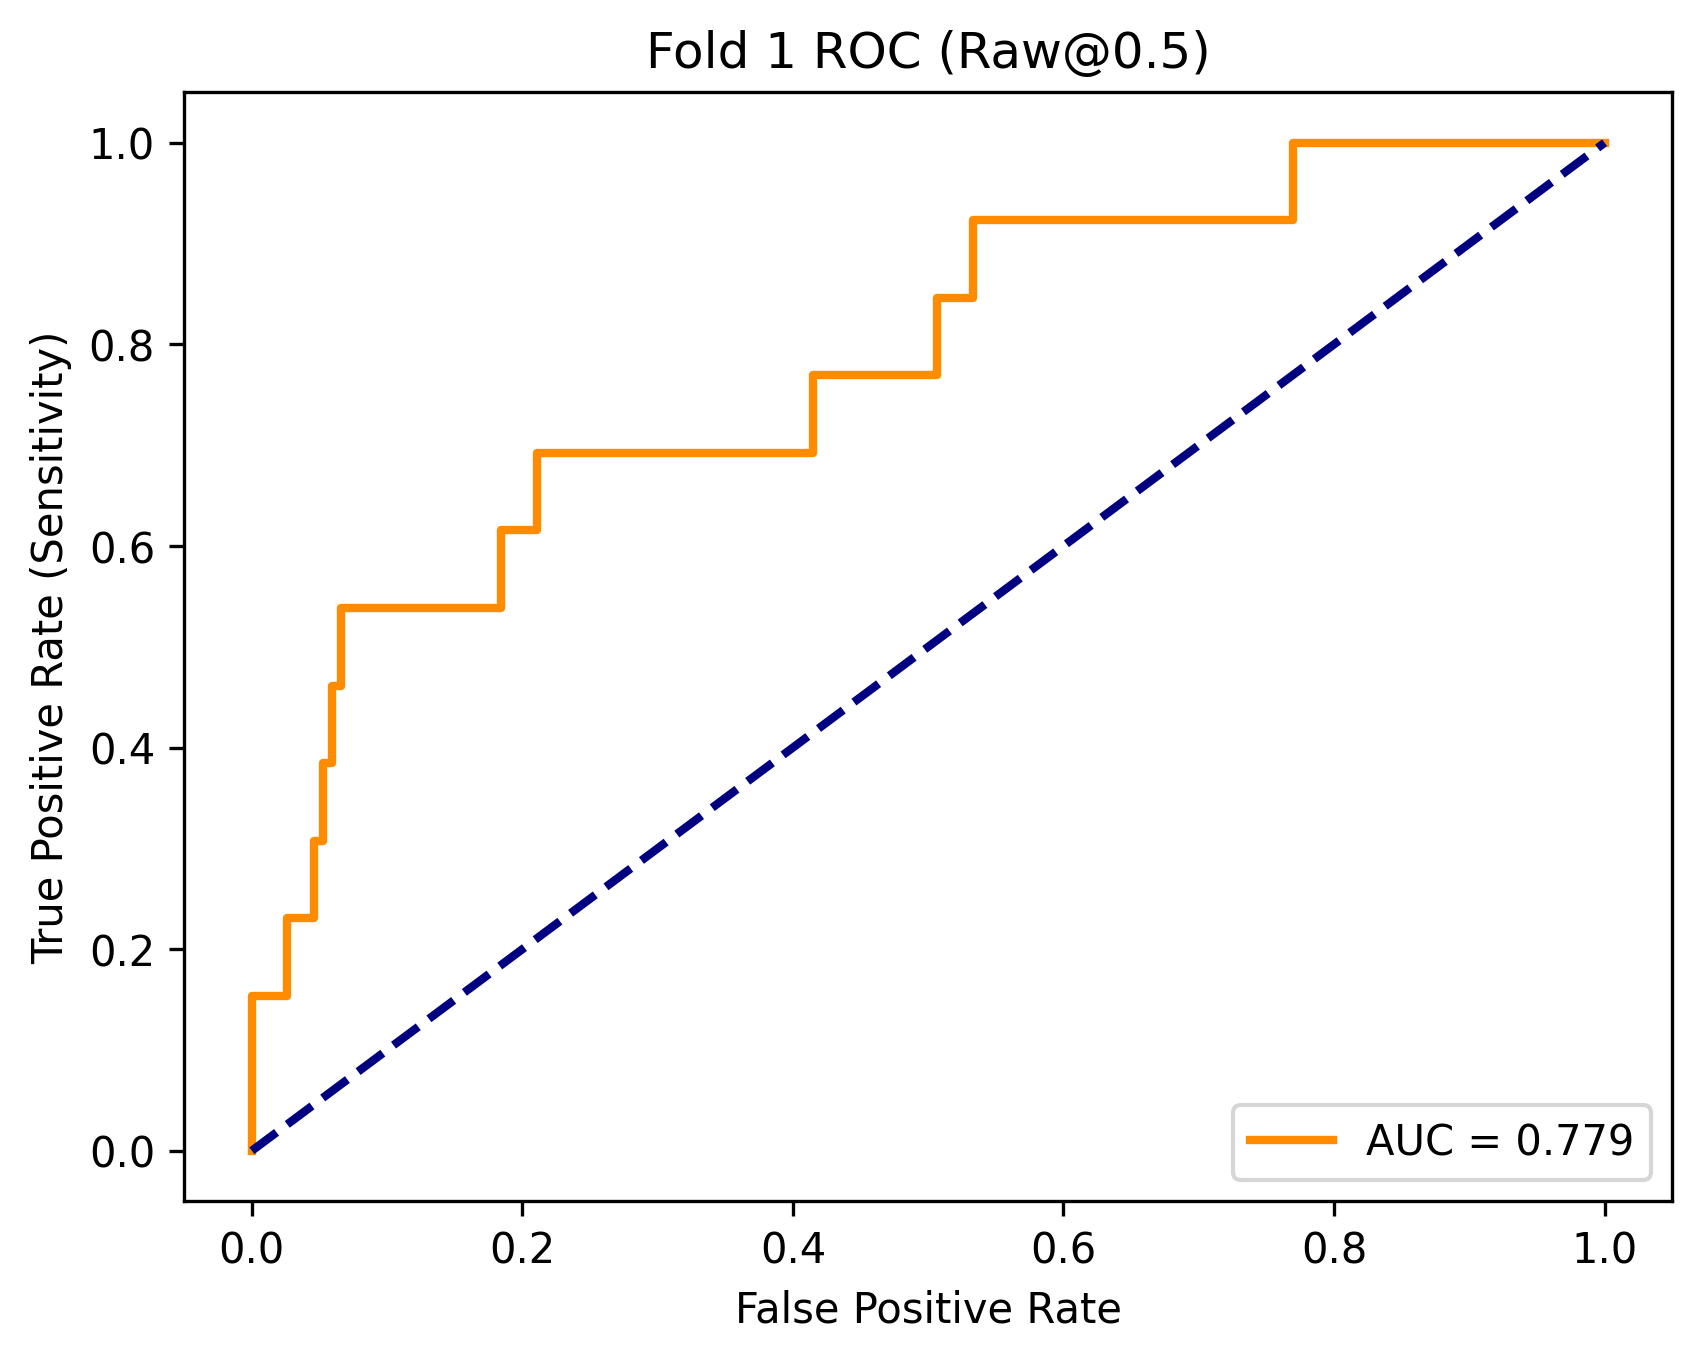 Fold 1 ROC (Raw@0.5)
True Positive Rate (Sensitivity)
1.0
0.8
0.6
0.4
0.2
0.0
AUC = 0.779
0.0 0.2 0.4 0.6 0.8 1.0
False Positive Rate